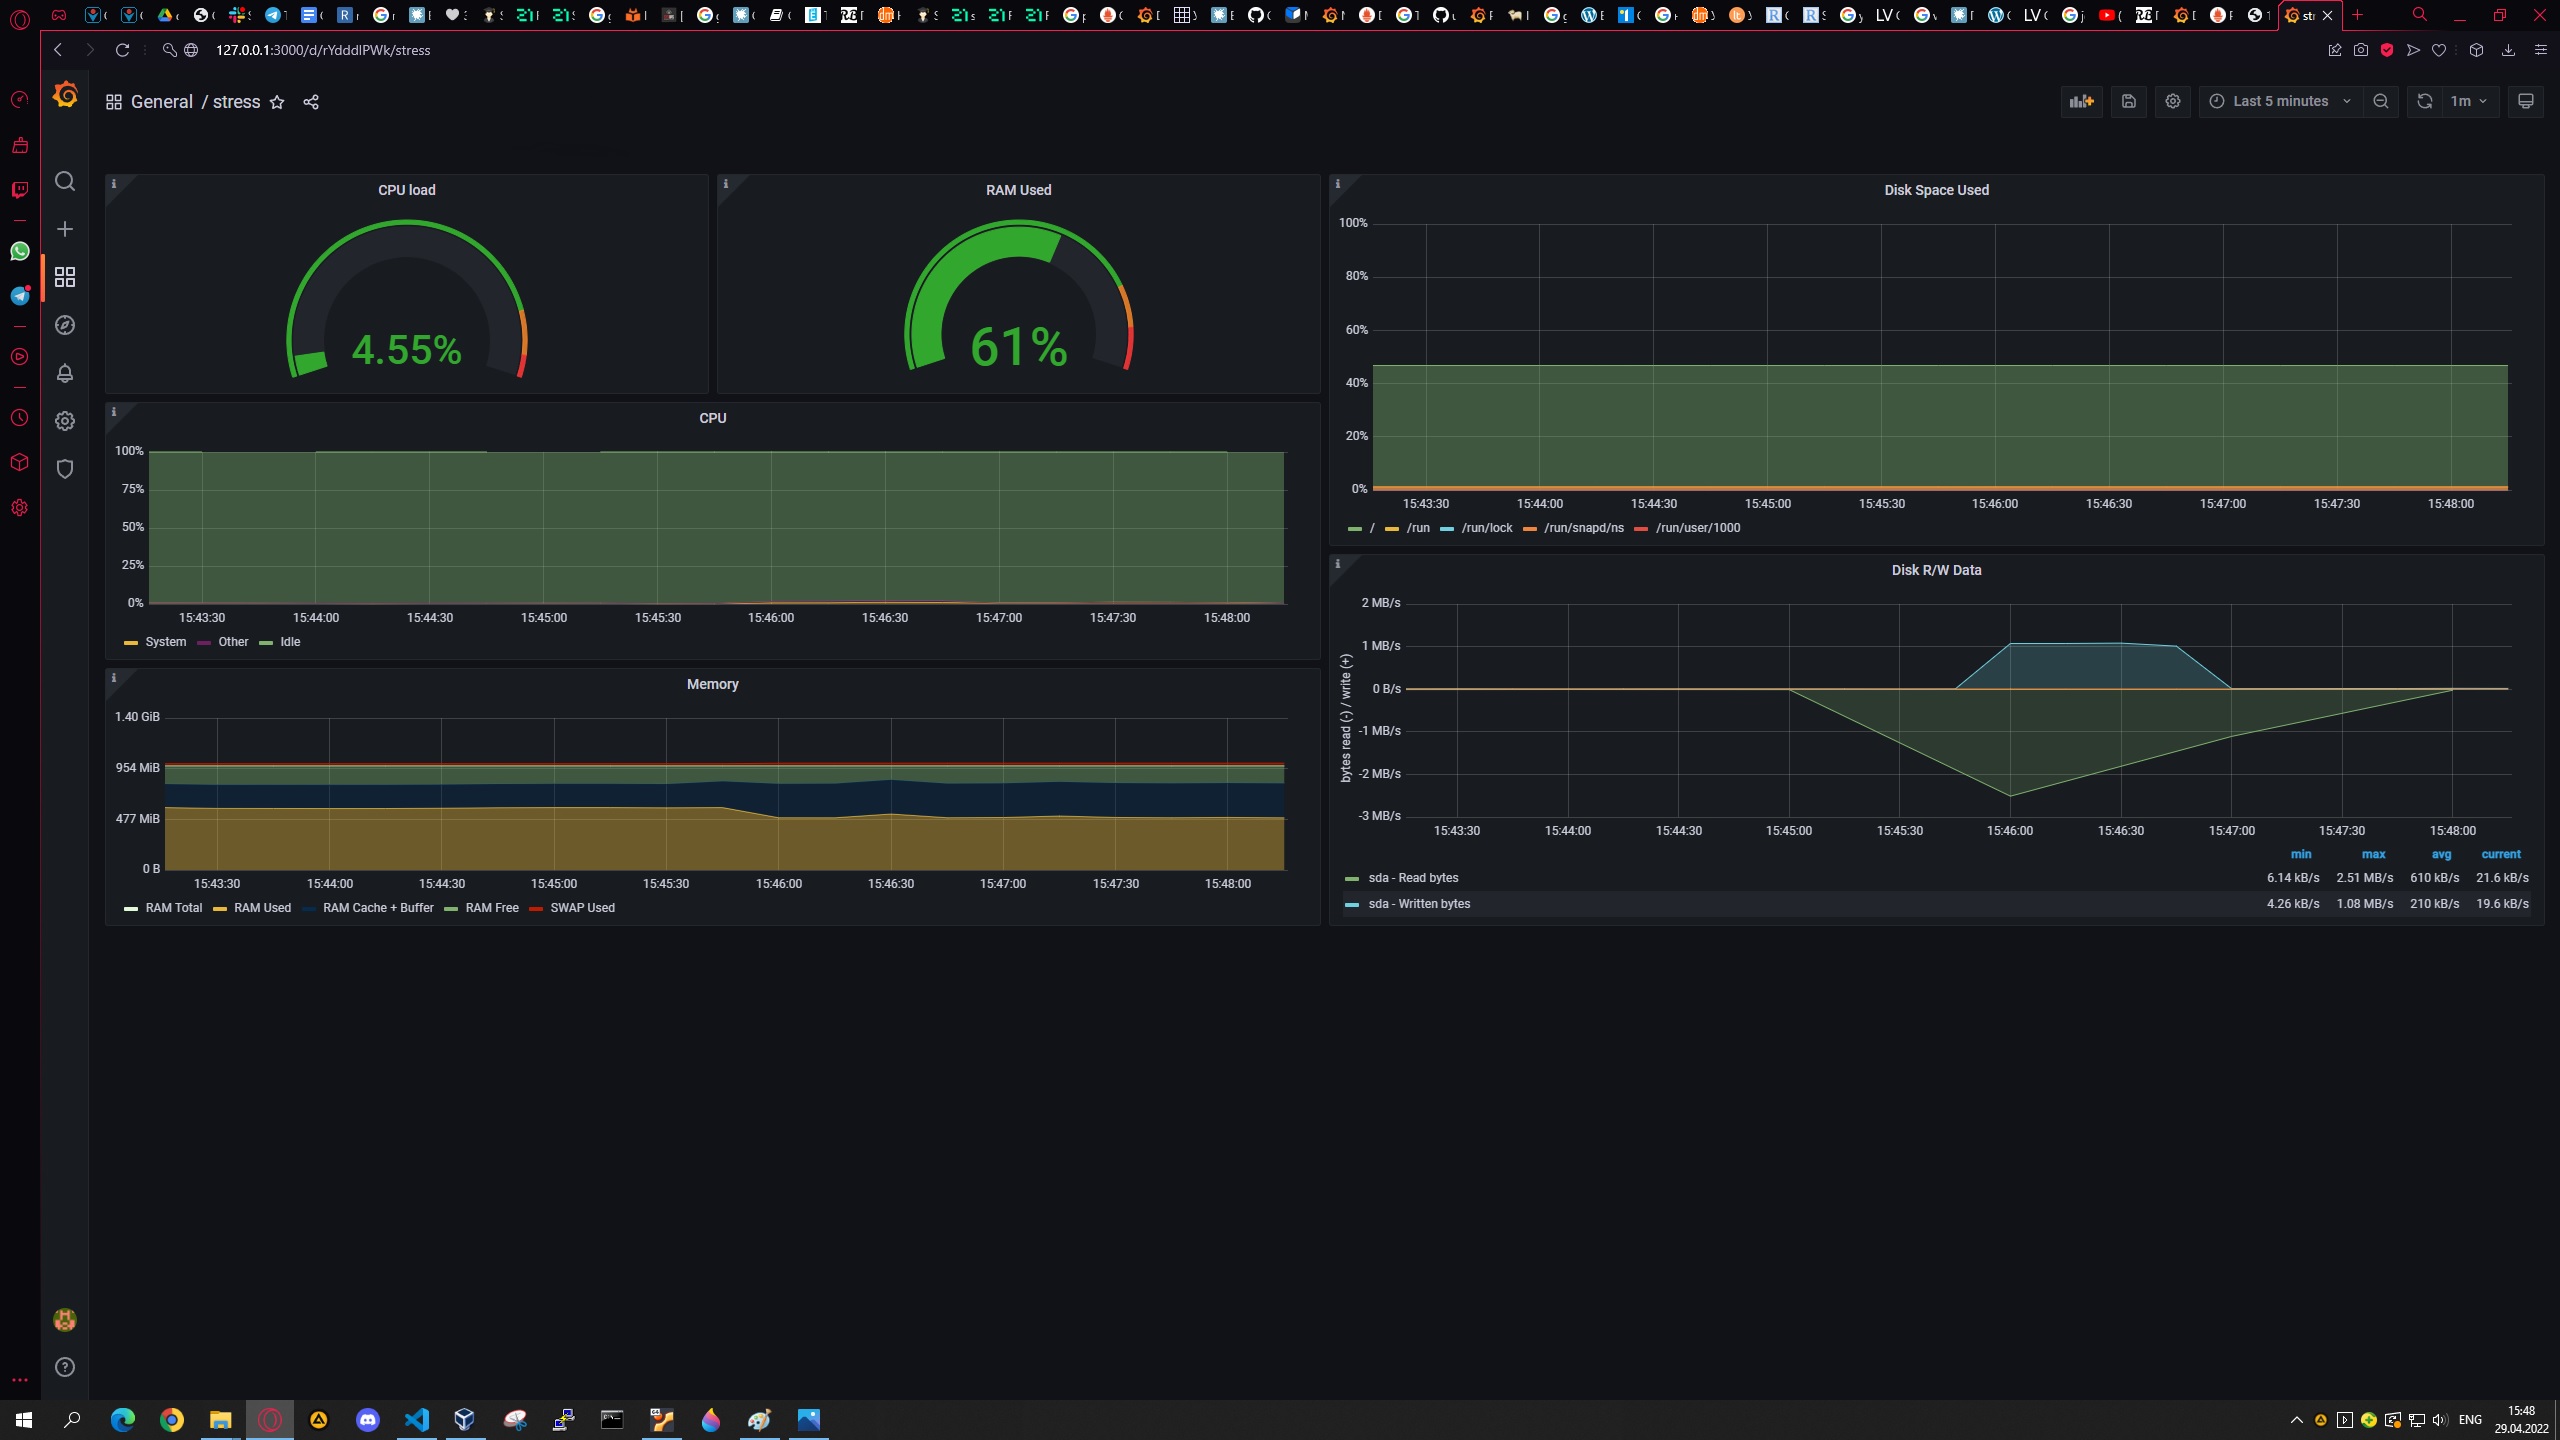 str
127.0.0.1:3000/d/rYdddlPWk/stress
General / stress
Last 5 minutes
1m
CPU load
4.55%
RAM Used
61%
Disk Space Used
100%
80%
60%
40%
20%
0%
15:43:30 15:44:00 15:44:30 15:45:00 15:45:30 15:46:00 15:46:30 15:47:00 15:47:30 15:48:00
/ /run /run/lock /run/snapd/ns /run/user/1000
CPU
100%
75%
50%
25%
0%
15:43:30 15:44:00 15:44:30 15:45:00 15:45:30 15:46:00 15:46:30 15:47:00 15:47:30 15:48:00
System Other Idle
Disk R/W Data
bytes read (-) / write (+)
2 MB/s
1 MB/s
0 B/s
-1 MB/s
-2 MB/s
-3 MB/s
15:43:30 15:44:00 15:44:30 15:45:00 15:45:30 15:46:00 15:46:30 15:47:00 15:47:30 15:48:00
min max avg current
sda - Read bytes 6.14 kB/s 2.51 MB/s 610 kB/s 21.6 kB/s
sda - Written bytes 4.26 kB/s 1.08 MB/s 210 kB/s 19.6 kB/s
Memory
1.40 GiB
954 MiB
477 MiB
0 B
15:43:30 15:44:00 15:44:30 15:45:00 15:45:30 15:46:00 15:46:30 15:47:00 15:47:30 15:48:00
RAM Total RAM Used RAM Cache + Buffer RAM Free SWAP Used
ENG
15:48
29.04.2022